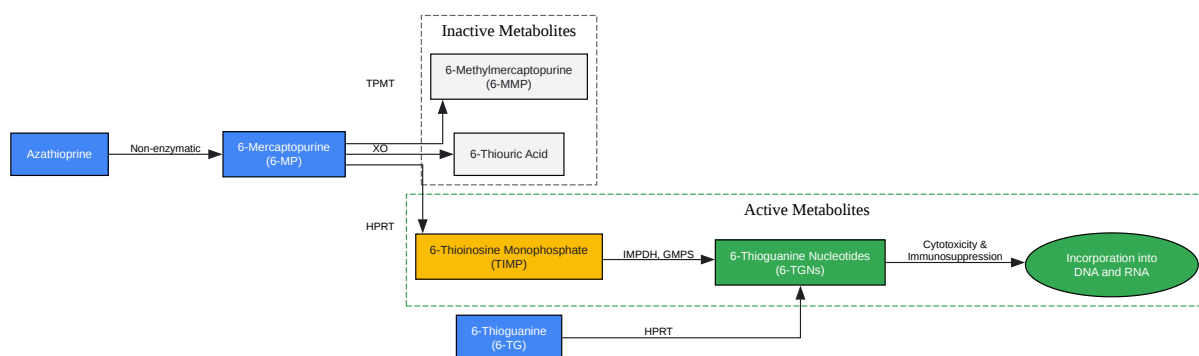 Inactive Metabolites
6-Methylmercaptopurine
(6-MMP)
TPMT
Azathioprine
Non-enzymatic
6-Mercaptopurine
(6-MP)
XO
6-Thiouric Acid
Active Metabolites
HPRT
6-Thioinosine Monophosphate
(TIMP)
IMPDH, GMPS
6-Thioguanine Nucleotides
(6-TGNs)
Cytotoxicity &
Immunosuppression
Incorporation into
DNA and RNA
6-Thioguanine
(6-TG)
HPRT